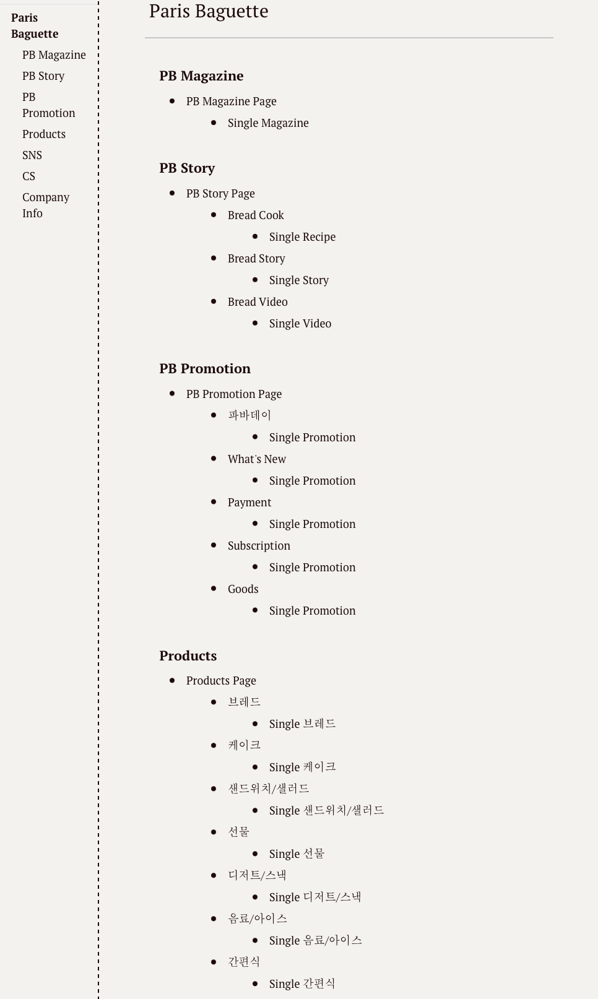 Paris
Baguette
PB Magazine
PB Story
PB
Promotion
Products
SNS
CS
Company
Info
Paris Baguette
PB Magazine
PB Magazine Page
Single Magazine
PB Story
PB Story Page
Bread Cook
Single Recipe
Bread Story
Single Story
Bread Video
Single Video
PB Promotion
PB Promotion Page
파바데이
Single Promotion
What's New
Single Promotion
Payment
Single Promotion
Subscription
Single Promotion
Goods
Single Promotion
Products
Products Page
브레드
Single 브레드
케이크
Single 케이크
샌드위치/샐러드
Single 샌드위치/샐러드
선물
Single 선물
디저트/스낵
Single 디저트/스낵
음료/아이스
Single 음료/아이스
간편식
Single 간편식